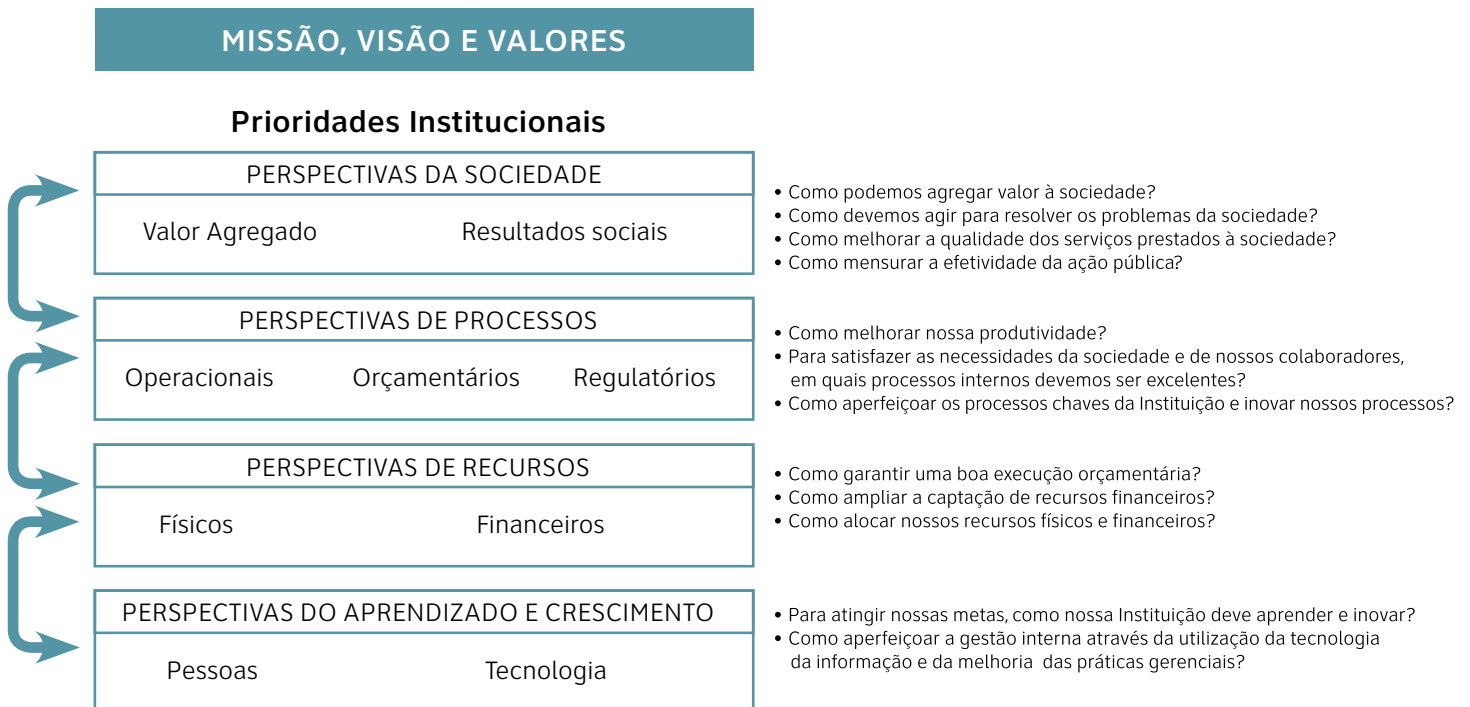 MISSÃO, VISÃO E VALORES
Prioridades Institucionais
PERSPECTIVAS DA SOCIEDADE
Valor Agregado Resultados sociais
• Como podemos agregar valor à sociedade?
• Como devemos agir para resolver os problemas da sociedade?
• Como melhorar a qualidade dos serviços prestados à sociedade?
• Como mensurar a efetividade da ação pública?
PERSPECTIVAS DE PROCESSOS
Operacionais Orçamentários Regulatórios
• Como melhorar nossa produtividade?
• Para satisfazer as necessidades da sociedade e de nossos colaboradores,
em quais processos internos devemos ser excelentes?
• Como aperfeiçoar os processos chaves da Instituição e inovar nossos processos?
PERSPECTIVAS DE RECURSOS
Físicos Financeiros
• Como garantir uma boa execução orçamentária?
• Como ampliar a captação de recursos financeiros?
• Como alocar nossos recursos físicos e financeiros?
PERSPECTIVAS DO APRENDIZADO E CRESCIMENTO
Pessoas Tecnologia
• Para atingir nossas metas, como nossa Instituição deve aprender e inovar?
• Como aperfeiçoar a gestão interna através da utilização da tecnologia
da informação e da melhoria das práticas gerenciais?